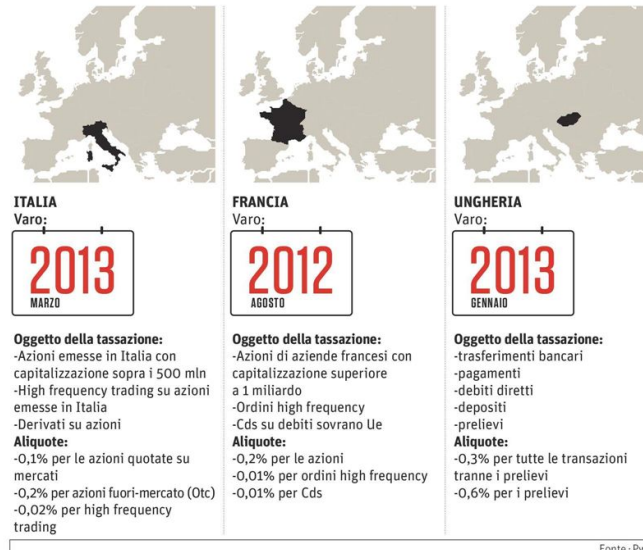 ITALIA
Varo:
2013
MARZO
Oggetto della tassazione:
-Azioni emesse in Italia con
capitalizzazione sopra i 500 mln
-High frequency trading su azioni
emesse in Italia
-Derivati su azioni
Aliquote:
-0,1% per le azioni quotate su
mercati
-0,2% per azioni fuori-mercato (Otc)
-0,02% per high frequency
trading
FRANCIA
Varo:
2012
AGOSTO
Oggetto della tassazione:
-Azioni di aziende francesi con
capitalizzazione superiore
a 1 miliardo
-Ordini high frequency
-Cds su debiti sovrano Ue
Aliquote:
-0,2% per le azioni
-0,01% per ordini high frequency
-0,01% per Cds
UNGHERIA
Varo:
2013
GENNAIO
Oggetto della tassazione:
-trasferimenti bancari
-pagamenti
-debiti diretti
-depositi
-prelievi
Aliquote:
-0,3% per tutte le transazioni
tranne i prelievi
-0,6% per i prelievi
Fonte: